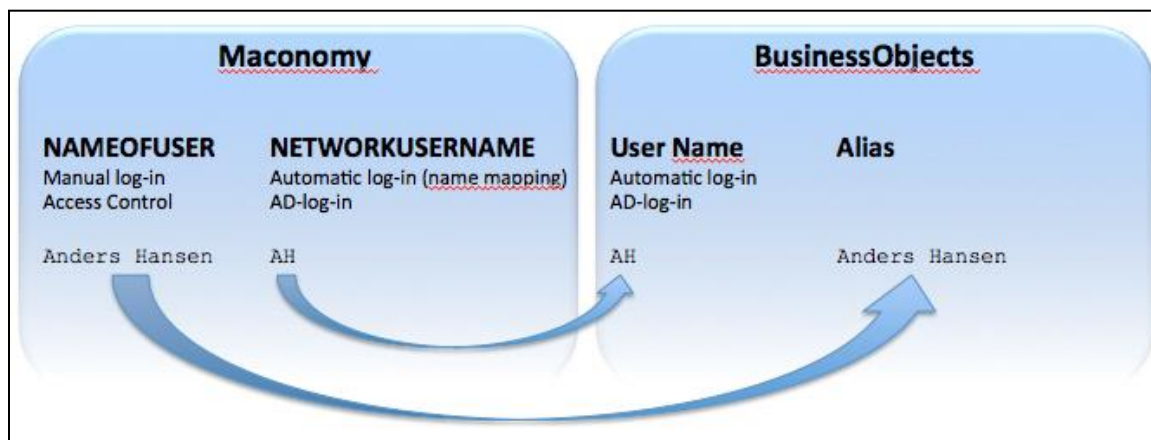 Maconomy
NAMEOFUSER
Manual log-in
Access Control
Anders Hansen
NETWORKUSERNAME
Automatic log-in (name mapping)
AD-log-in
AH
BusinessObjects
User Name
Automatic log-in
AD-log-in
AH
Alias
Anders Hansen